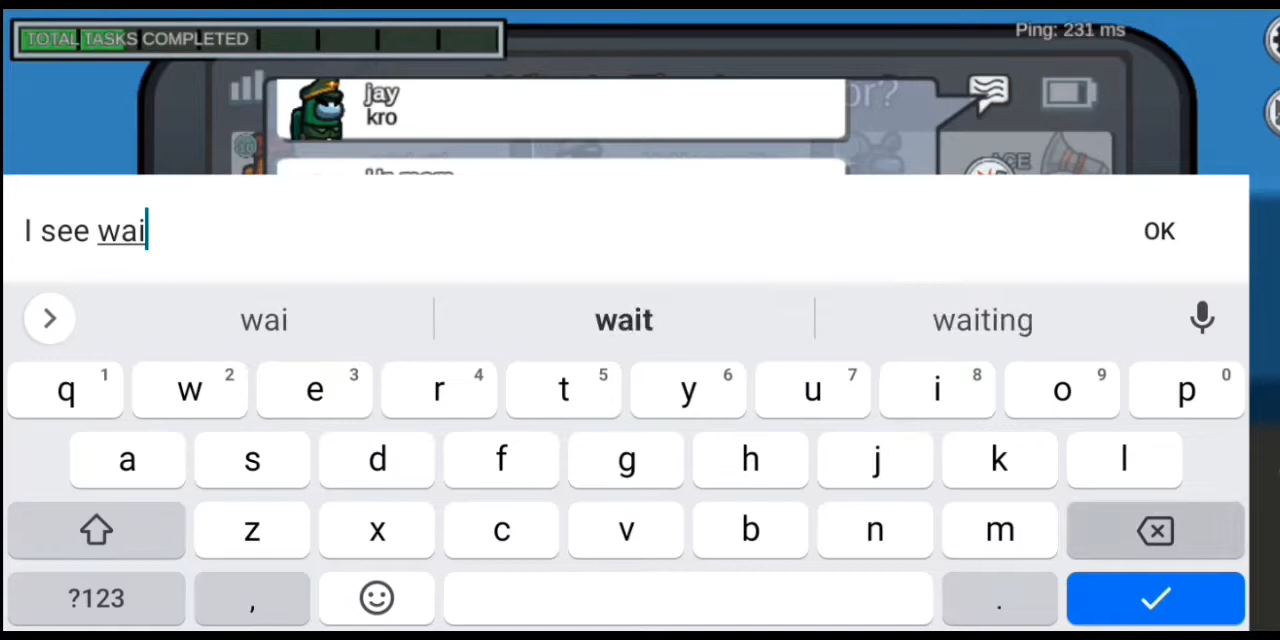 TOTAL TASKS COMPLETED
Ping: 231 ms
or?
jay
kro
I see wai
OK
wai
wait
waiting
q 1 w 2 e 3 r 4 t 5 y 6 u 7 i 8 o 9 p 0
a s d f g h j k l
z x c v b n m
?123 , .